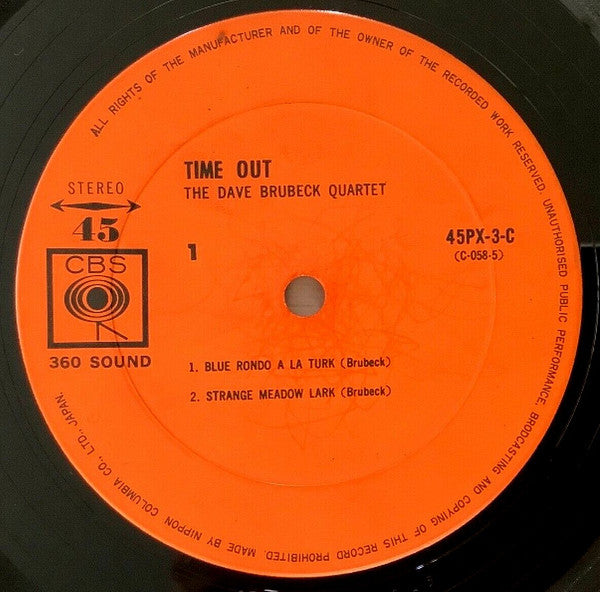 ALL RIGHTS OF THE MANUFACTURER AND OF THE OWNER OF THE RECORDED WORK RESERVED. UNAUTHORISED PUBLIC PERFORMANCE, BRODCASTING AND COPYING OF THIS RECORD PROHIBITED. MADE BY NIPPON COLUMBIA CO., LTD., JAPAN.
TIME OUT
THE DAVE BRUBECK QUARTET
STEREO
45
1
45PX-3-C
(C-058-5)
CBS
360 SOUND
1. BLUE RONDO A LA TURK (Brubeck)
2. STRANGE MEADOW LARK (Brubeck)